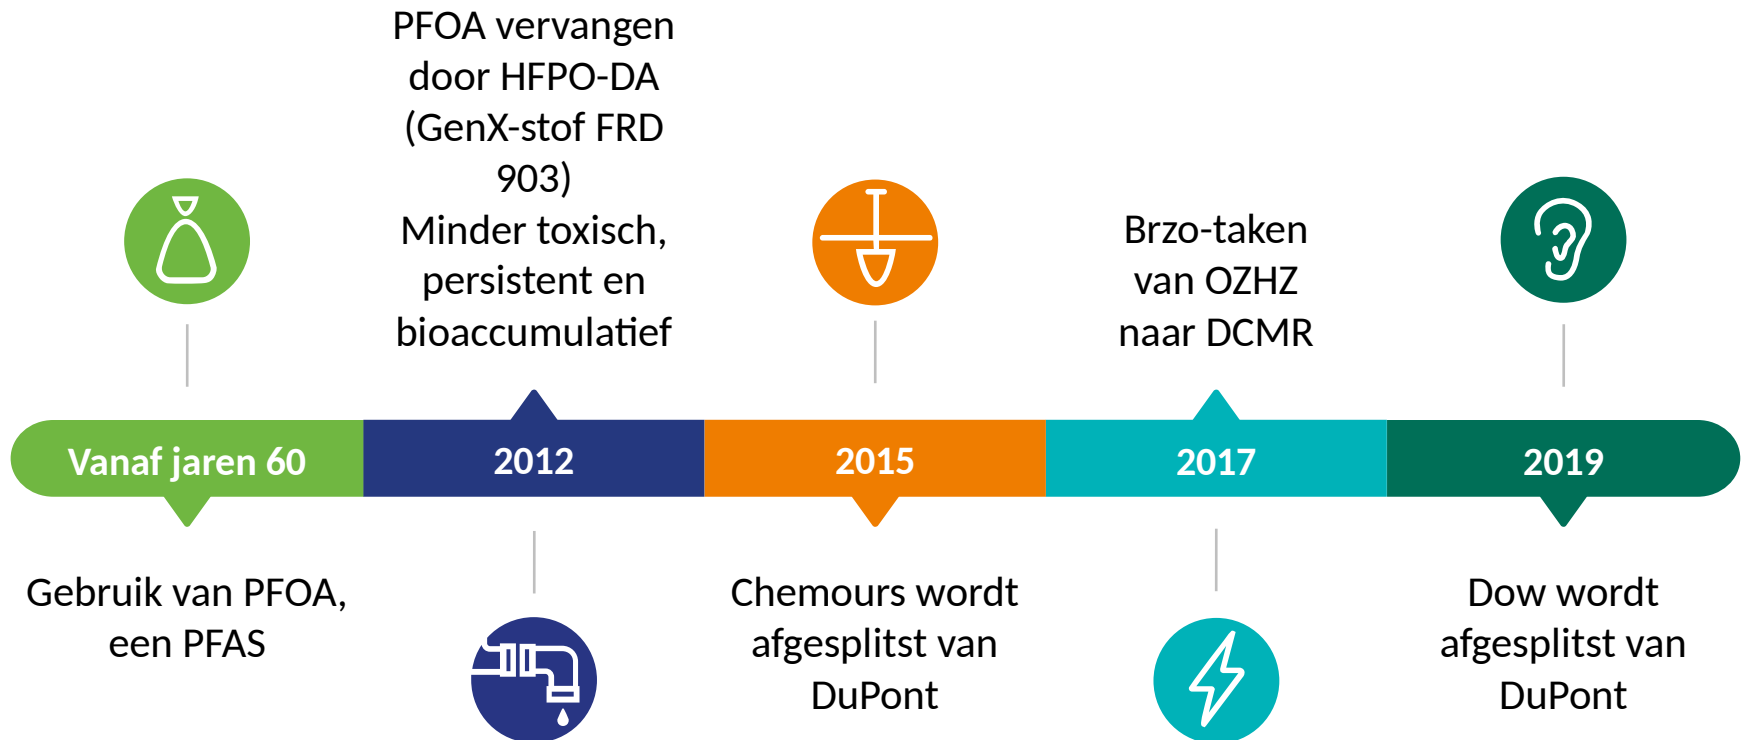 Vanaf jaren 60
Gebruik van PFOA,
een PFAS
PFOA vervangen
door HFPO-DA
(GenX-stof FRD
903)
Minder toxisch,
persistent en
bioaccumulatief
2012
2015
Chemours wordt
afgesplitst van
DuPont
Brzo-taken
van OZHZ
naar DCMR
2017
2019
Dow wordt
afgesplitst van
DuPont